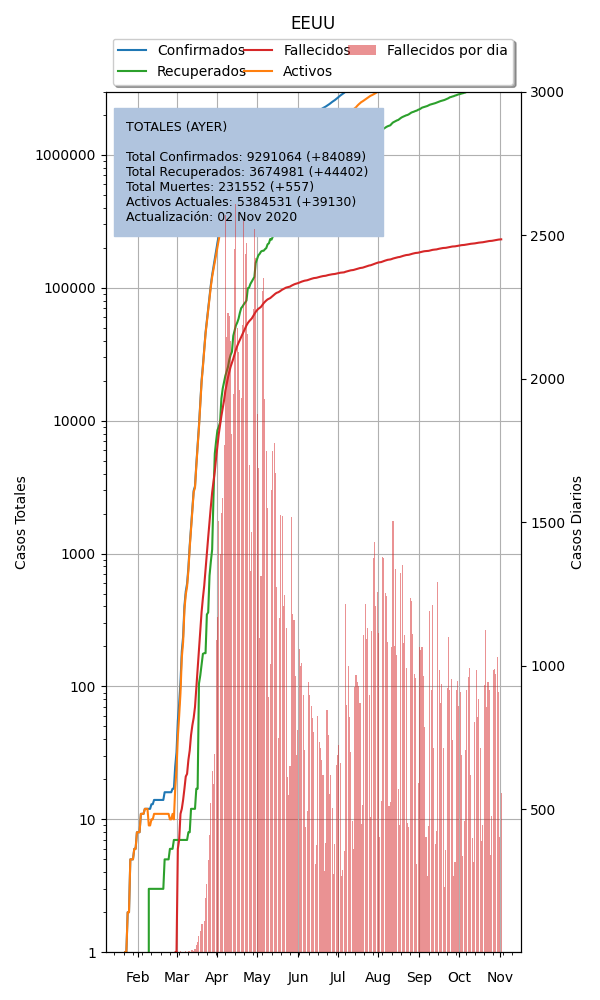 EEUU
Confirmados
Recuperados
Fallecidos
Activos
Fallecidos por dia
TOTALES (AYER)
Total Confirmados: 9291064 (+84089)
Total Recuperados: 3674981 (+44402)
Total Muertes: 231552 (+557)
Activos Actuales: 5384531 (+39130)
Actualización: 02 Nov 2020
Casos Totales
1000000
100000
10000
1000
100
10
1
Casos Diarios
3000
2500
2000
1500
1000
500
Feb Mar Apr May Jun Jul Aug Sep Oct Nov